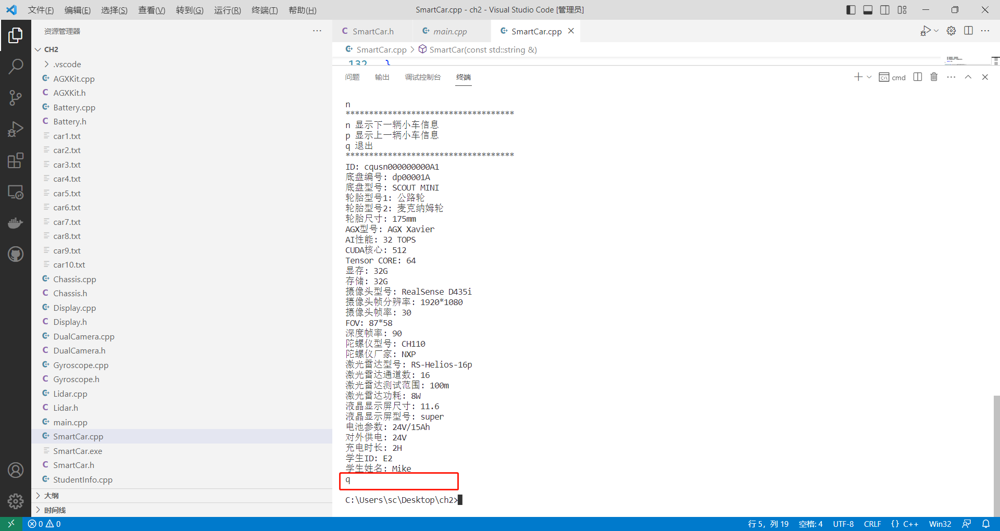 文件(F) 编辑(E) 选择(S) 查看(V) 转到(G) 运行(R) 终端(T) 帮助(H) SmartCar.cpp - ch2 - Visual Studio Code [管理员]
资源管理器
CH2
.vscode
AGXKit.cpp
AGXKit.h
Battery.cpp
Battery.h
car1.txt
car2.txt
car3.txt
car4.txt
car5.txt
car6.txt
car7.txt
car8.txt
car9.txt
car10.txt
Chassis.cpp
Chassis.h
Display.cpp
Display.h
DualCamera.cpp
DualCamera.h
Gyroscope.cpp
Gyroscope.h
Lidar.cpp
Lidar.h
main.cpp
SmartCar.cpp
SmartCar.exe
SmartCar.h
StudentInfo.cpp
大纲
时间线
SmartCar.h main.cpp SmartCar.cpp
SmartCar.cpp > SmartCar(const std::string &)
132 }
问题 输出 调试控制台 终端 cmd
n
************************************
n 显示下一辆小车信息
p 显示上一辆小车信息
q 退出
************************************
ID: cqusn000000000A1
底盘编号: dp00001A
底盘型号: SCOUT MINI
轮胎型号1: 公路轮
轮胎型号2: 麦克纳姆轮
轮胎尺寸: 175mm
AGX型号: AGX Xavier
AI性能: 32 TOPS
CUDA核心: 512
Tensor CORE: 64
显存: 32G
存储: 32G
摄像头型号: RealSense D435i
摄像头帧分辨率: 1920*1080
摄像头帧率: 30
FOV: 87*58
深度帧率: 90
陀螺仪型号: CH110
陀螺仪厂家: NXP
激光雷达型号: RS-Helios-16p
激光雷达通道数: 16
激光雷达测试范围: 100m
激光雷达功耗: 8W
液晶显示屏尺寸: 11.6
液晶显示屏型号: super
电池参数: 24V/15Ah
对外供电: 24V
充电时长: 2H
学生ID: E2
学生姓名: Mike
q
C:\Users\sc\Desktop\ch2>
0 0 行 5, 列 19 空格: 4 UTF-8 CRLF {} C++ Win32